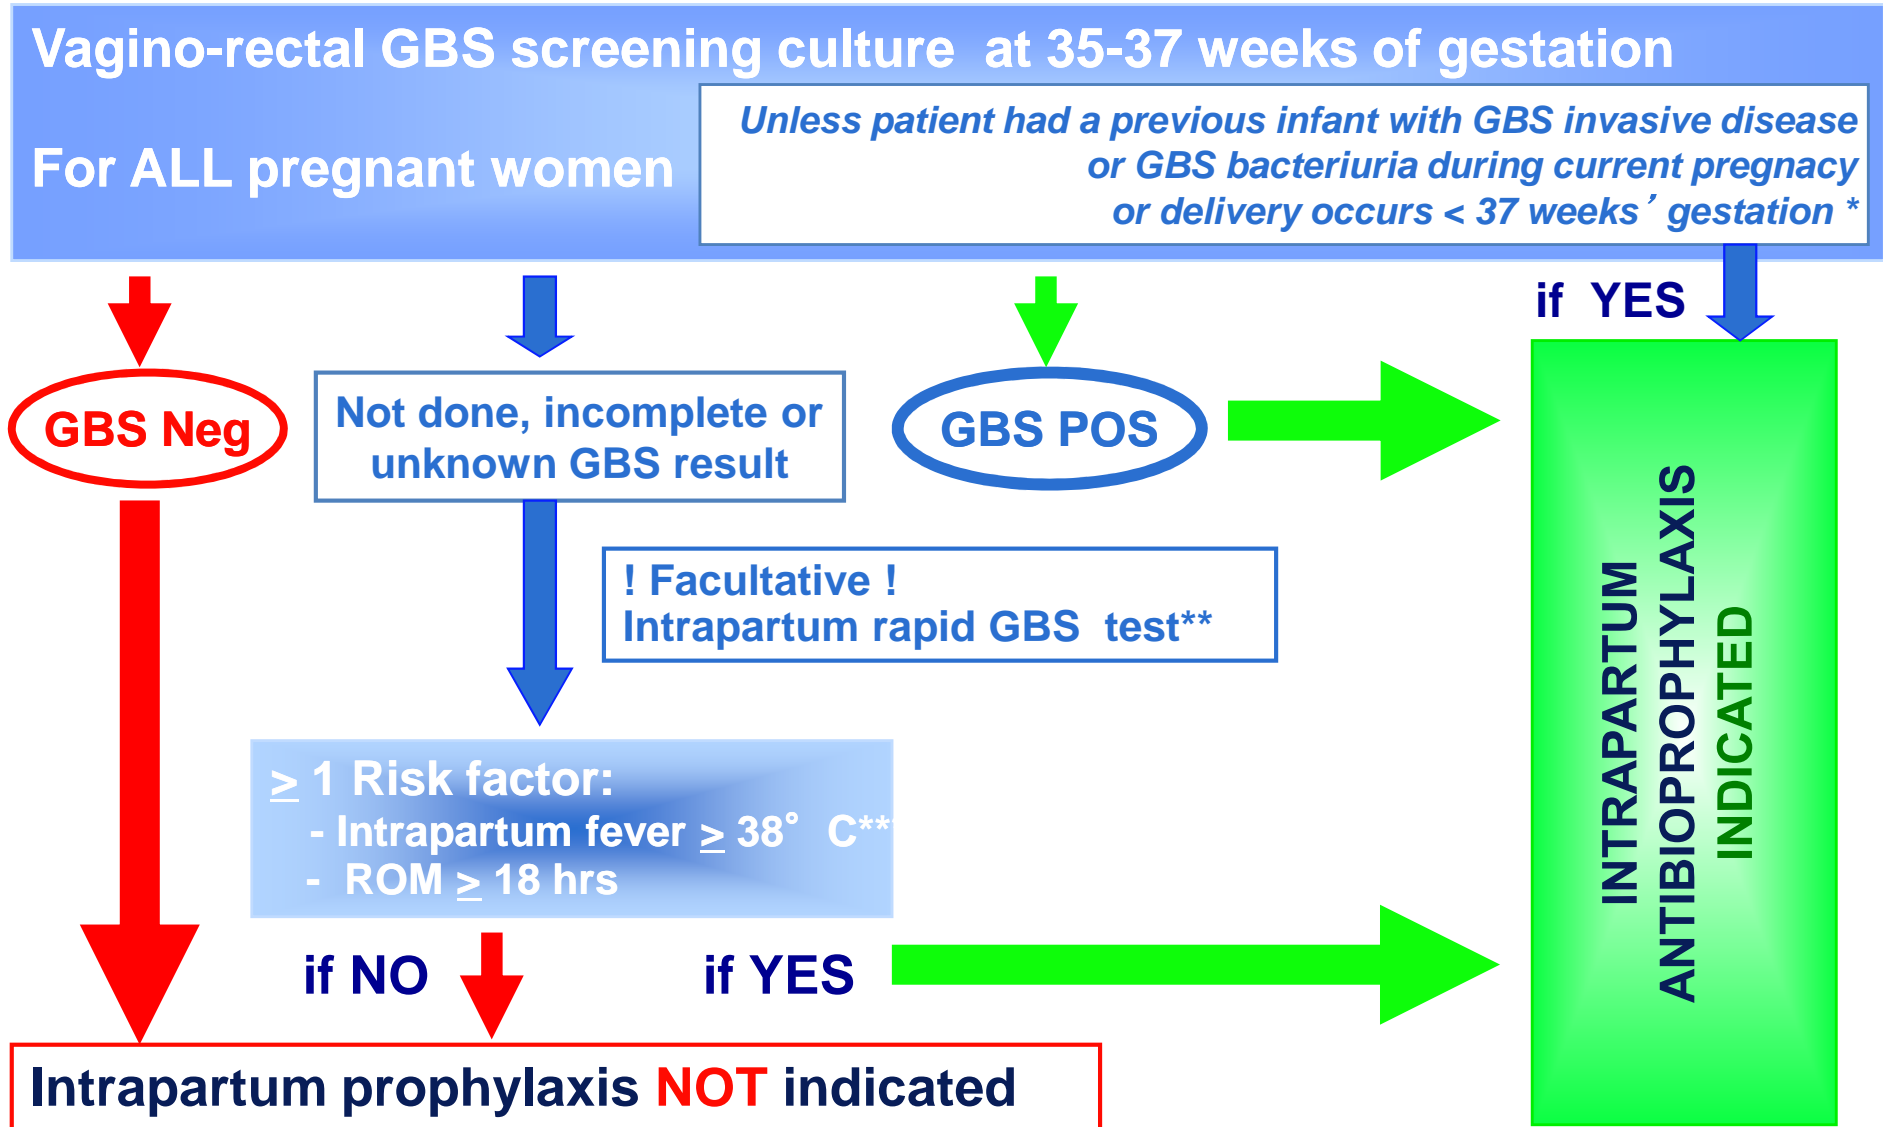 Vagino-rectal GBS screening culture at 35-37 weeks of gestation
Unless patient had a previous infant with GBS invasive disease
For ALL pregnant women
or GBS bacteriuria during current pregnancy
or delivery occurs < 37 weeks’ gestation *
if YES
GBS Neg
Not done, incomplete or
unknown GBS result
GBS POS
! Facultative !
Intrapartum rapid GBS test**
≥ 1 Risk factor:
- Intrapartum fever ≥ 38° C***
- ROM ≥ 18 hrs
if NO
if YES
INTRAPARTUM
ANTIBIOPROPHYLAXIS
INDICATED
Intrapartum prophylaxis NOT indicated